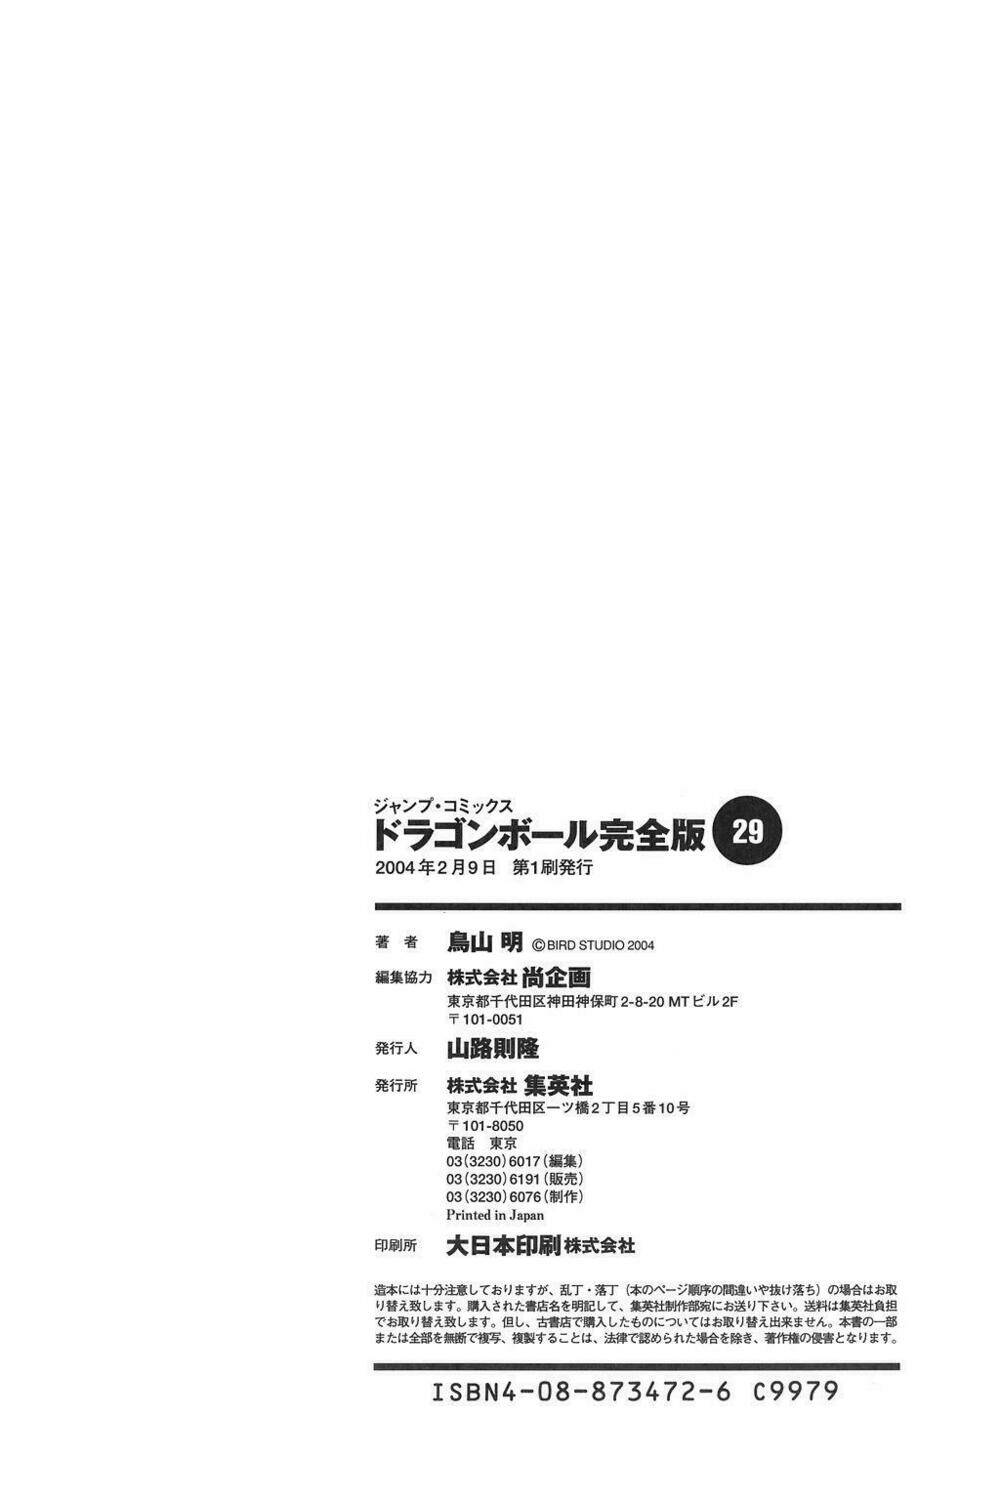 ジャンプ・コミックス
ドラゴンボール完全版 29
2004年2月9日　第1刷発行
著　者　鳥山 明 ©BIRD STUDIO 2004
編集協力　株式会社 尚企画
東京都千代田区神田神保町2-8-20 MTビル2F
〒101-0051
発行人　山路則隆
発行所　株式会社 集英社
東京都千代田区一ツ橋2丁目5番10号
〒101-8050
電話　東京
03(3230)6017(編集)
03(3230)6191(販売)
03(3230)6076(制作)
Printed in Japan
印刷所　大日本印刷株式会社
造本には十分注意しておりますが、乱丁・落丁（本のページ順序の間違いや抜け落ち）の場合はお取
り替え致します。購入された書店名を明記して、集英社制作部宛にお送り下さい。送料は集英社負担
でお取り替え致します。但し、古書店で購入したものについてはお取り替え出来ません。本書の一部
または全部を無断で複写、複製することは、法律で認められた場合を除き、著作権の侵害となります。
ISBN4-08-873472-6 C9979